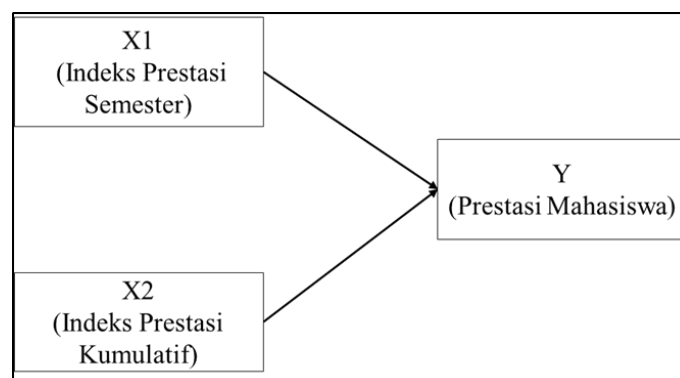 X1
(Indeks Prestasi
Semester)
Y
(Prestasi Mahasiswa)
X2
(Indeks Prestasi
Kumulatif)